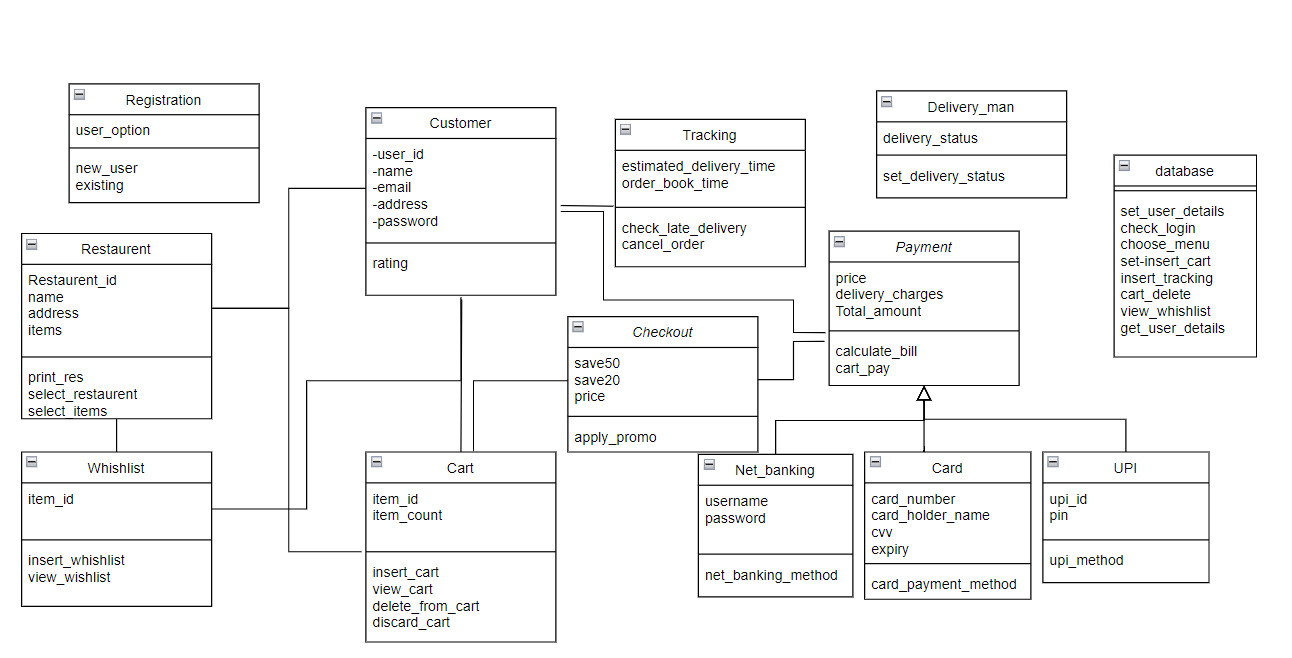 Registration
user_option
new_user
existing
Customer
-user_id
-name
-email
-address
-password
rating
Tracking
estimated_delivery_time
order_book_time
check_late_delivery
cancel_order
Delivery_man
delivery_status
set_delivery_status
database
set_user_details
check_login
choose_menu
set-insert_cart
insert_tracking
cart_delete
view_whishlist
get_user_details
Restaurent
Restaurent_id
name
address
items
print_res
select_restaurent
select_items
Payment
price
delivery_charges
Total_amount
calculate_bill
cart_pay
Checkout
save50
save20
price
apply_promo
Whishlist
item_id
insert_whishlist
view_wishlist
Cart
item_id
item_count
insert_cart
view_cart
delete_from_cart
discard_cart
Net_banking
username
password
net_banking_method
Card
card_number
card_holder_name
cvv
expiry
card_payment_method
UPI
upi_id
pin
upi_method